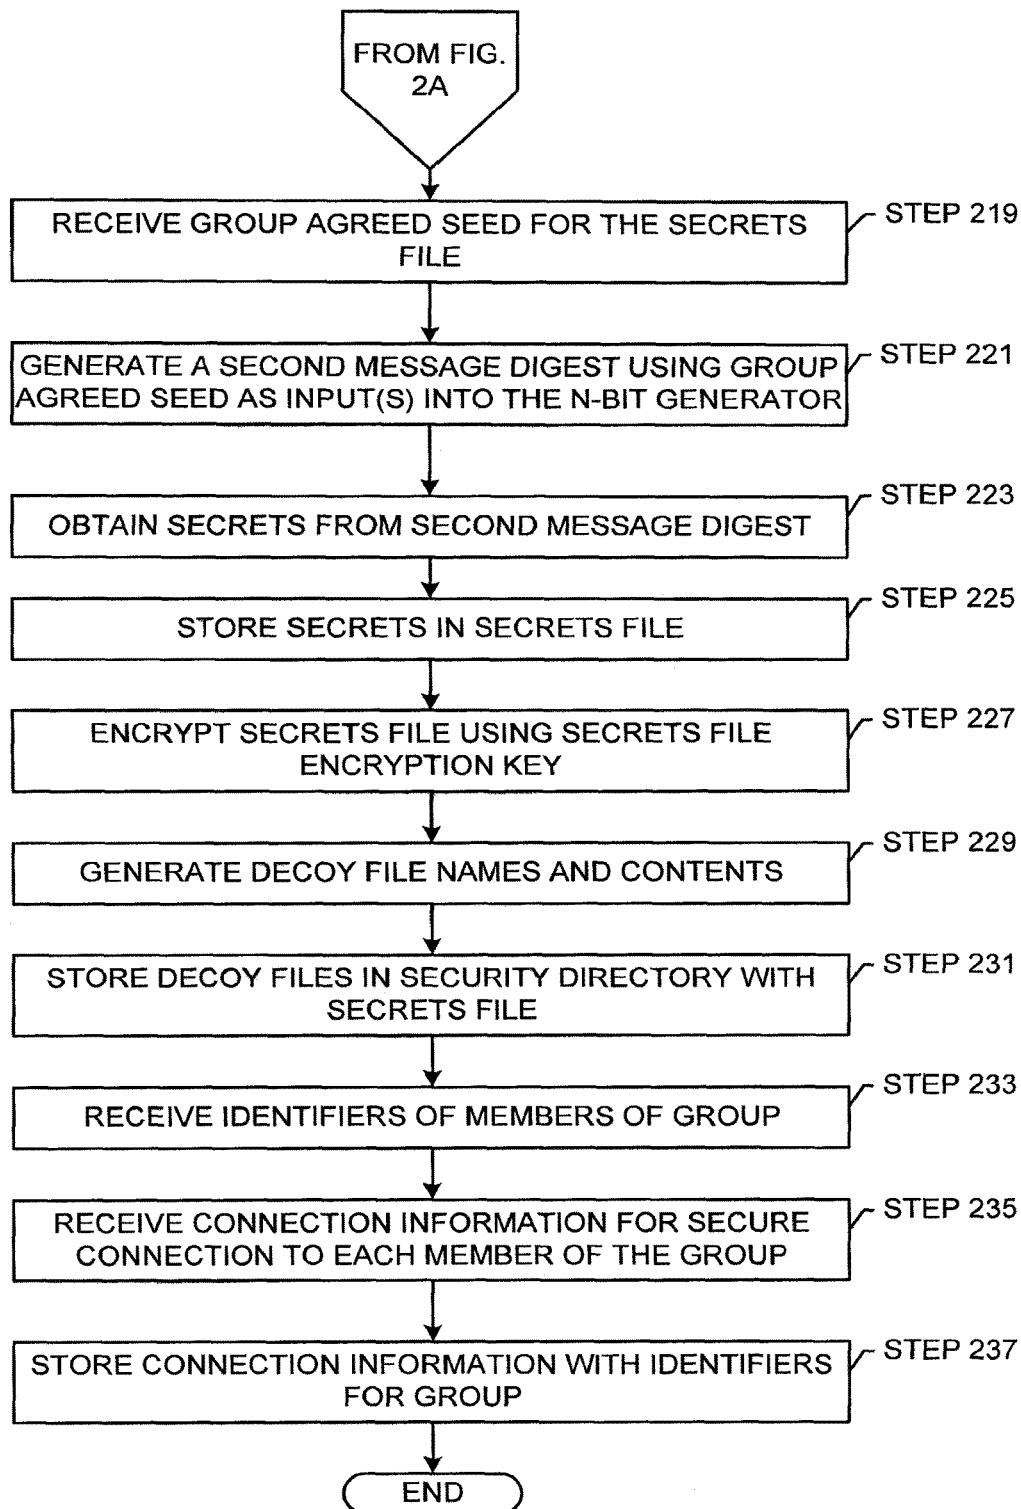 FROM FIG.
2A
RECEIVE GROUP AGREED SEED FOR THE SECRETS
FILE
STEP 219
GENERATE A SECOND MESSAGE DIGEST USING GROUP
AGREED SEED AS INPUT(S) INTO THE N-BIT GENERATOR
STEP 221
OBTAIN SECRETS FROM SECOND MESSAGE DIGEST
STEP 223
STORE SECRETS IN SECRETS FILE
STEP 225
ENCRYPT SECRETS FILE USING SECRETS FILE
ENCRYPTION KEY
STEP 227
GENERATE DECOY FILE NAMES AND CONTENTS
STEP 229
STORE DECOY FILES IN SECURITY DIRECTORY WITH
SECRETS FILE
STEP 231
RECEIVE IDENTIFIERS OF MEMBERS OF GROUP
STEP 233
RECEIVE CONNECTION INFORMATION FOR SECURE
CONNECTION TO EACH MEMBER OF THE GROUP
STEP 235
STORE CONNECTION INFORMATION WITH IDENTIFIERS
FOR GROUP
STEP 237
END